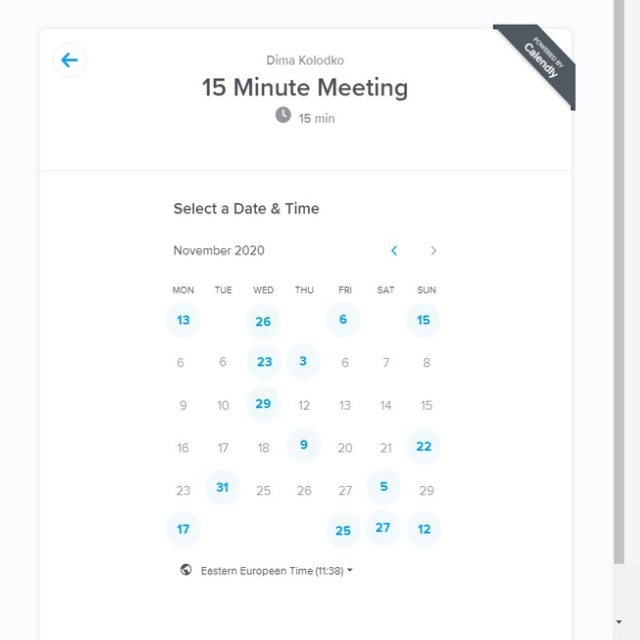 POWERED BY
Calendly
Dima Kolodko
15 Minute Meeting
15 min
Select a Date & Time
November 2020
MON TUE WED THU FRI SAT SUN
13 26 6 15
6 6 23 3 6 7 8
9 10 29 12 13 14 15
16 17 18 9 20 21 22
23 31 25 26 27 5 29
17 25 27 12
Eastern European Time (11:38)